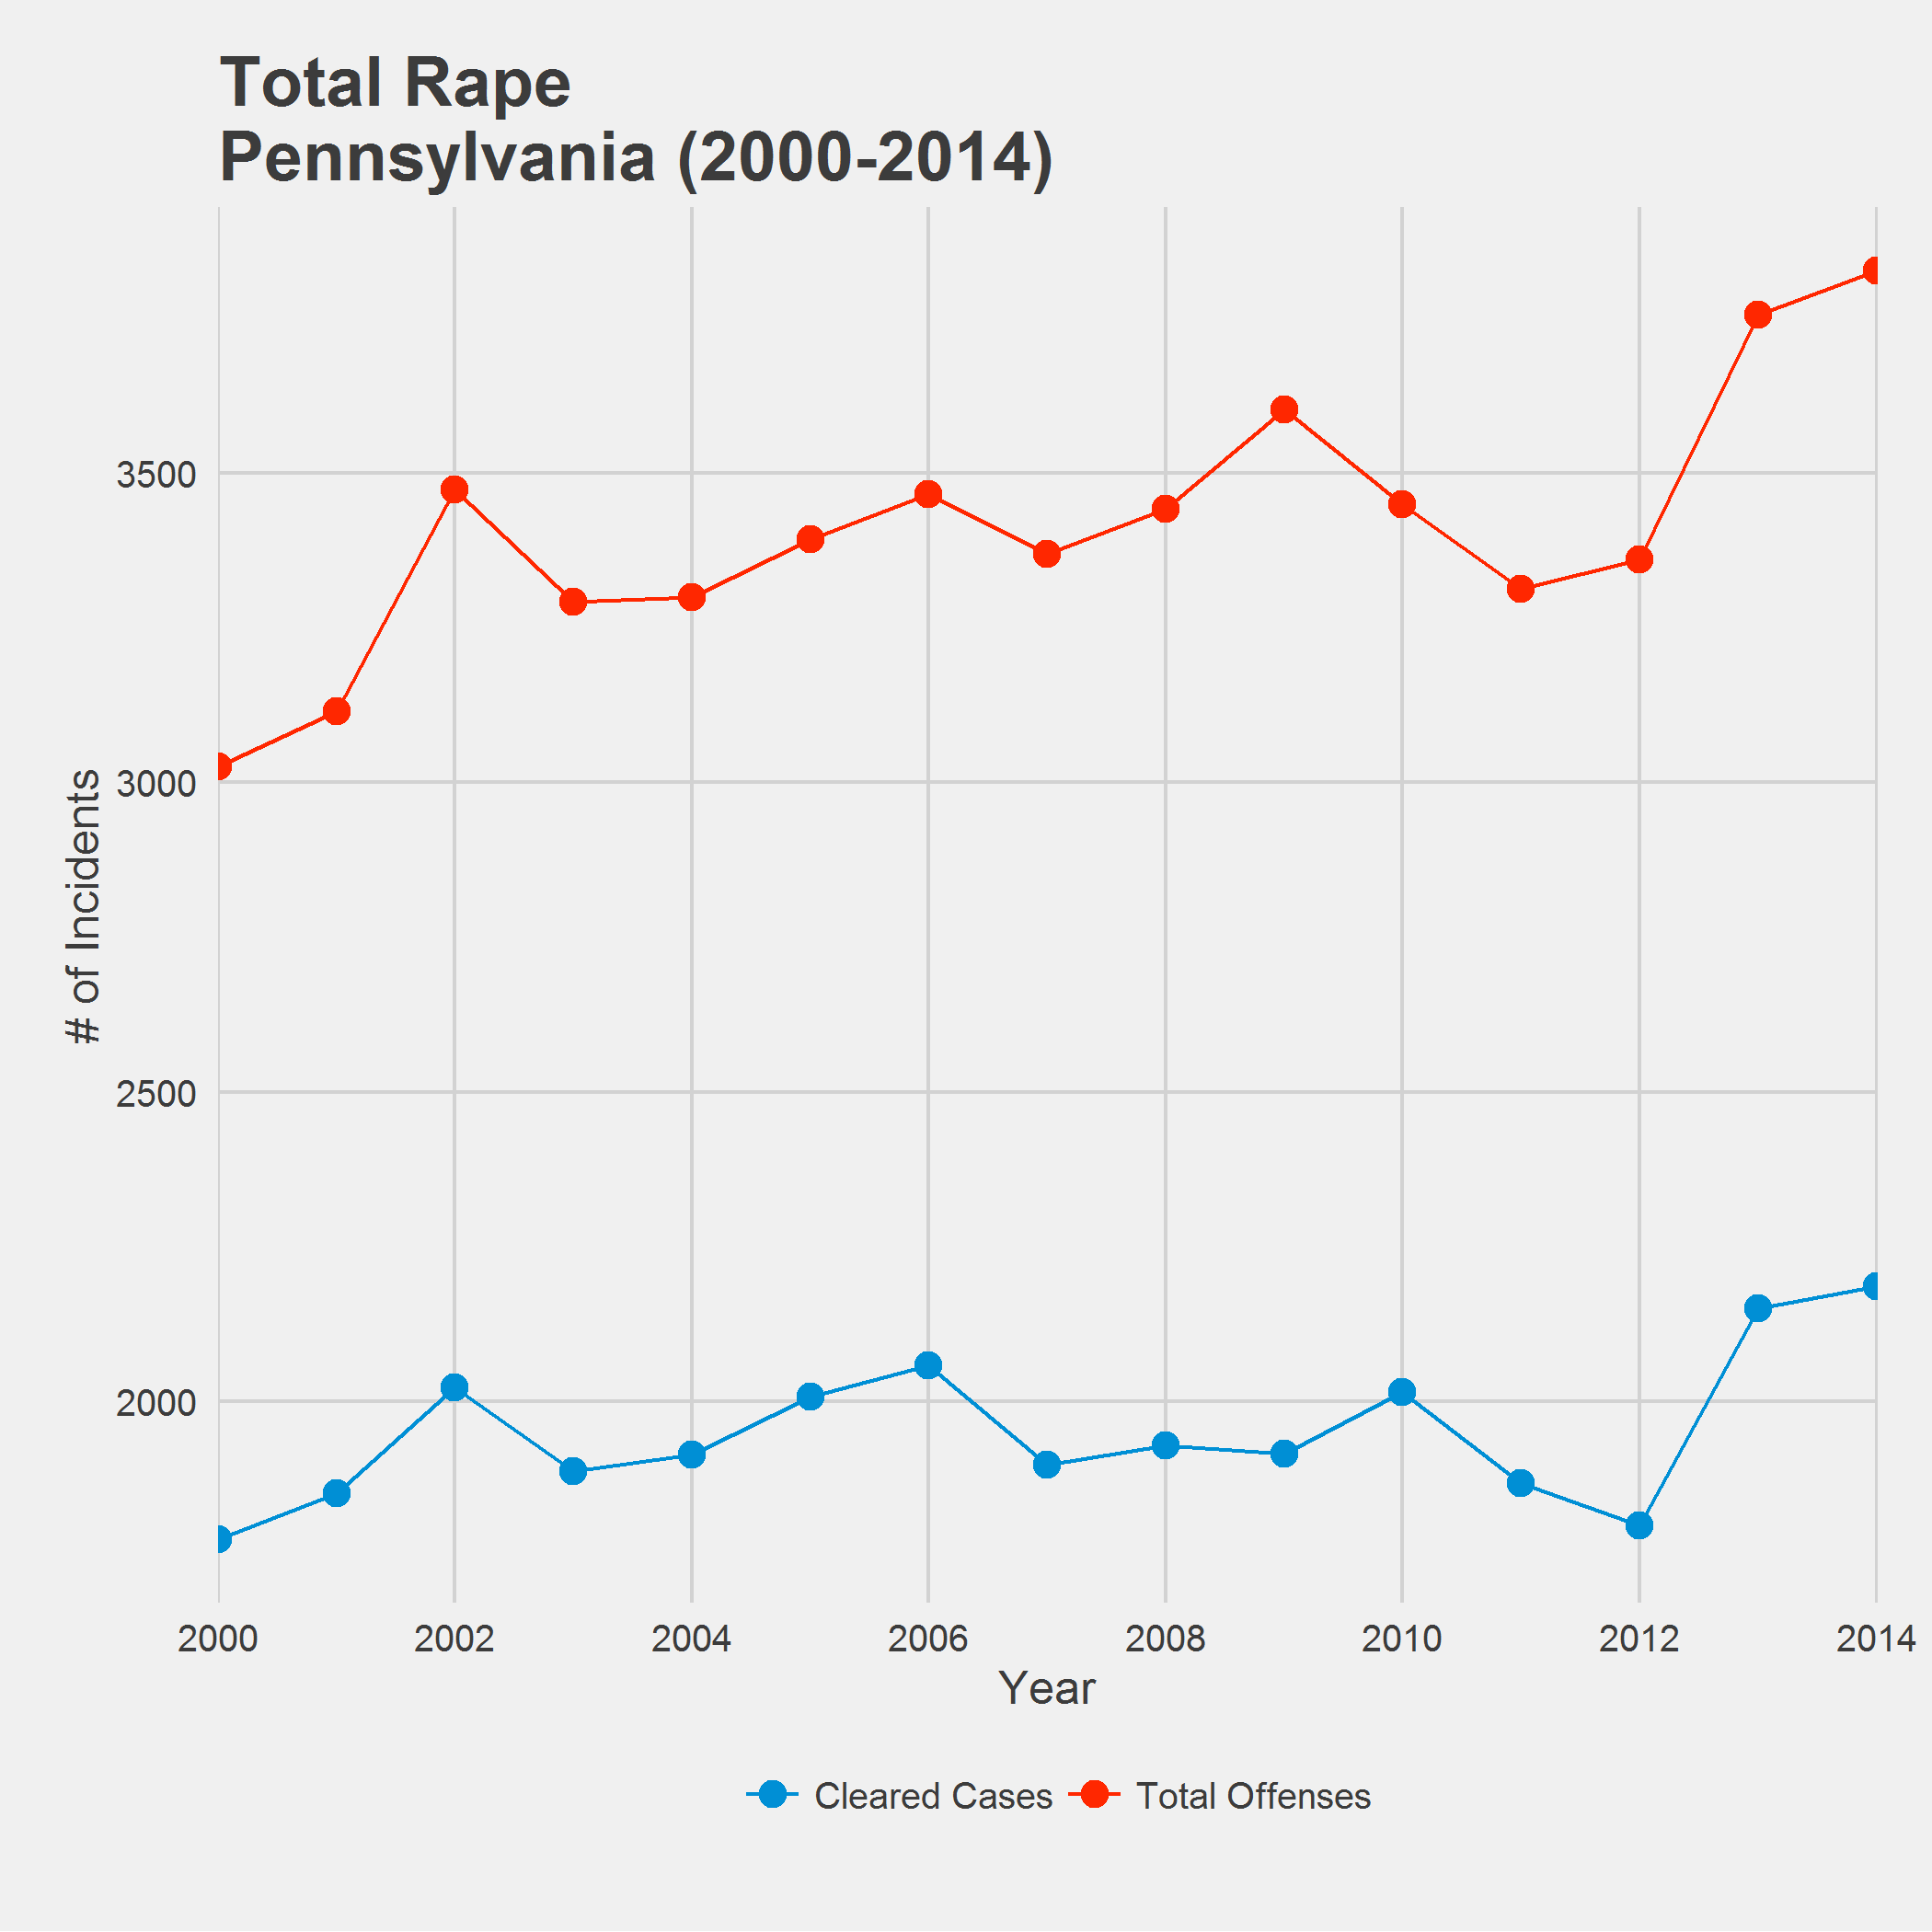 Total Rape
Pennsylvania (2000-2014)
3500
3000
2500
2000
# of Incidents
2000 2002 2004 2006 2008 2010 2012 2014
Year
Cleared Cases Total Offenses